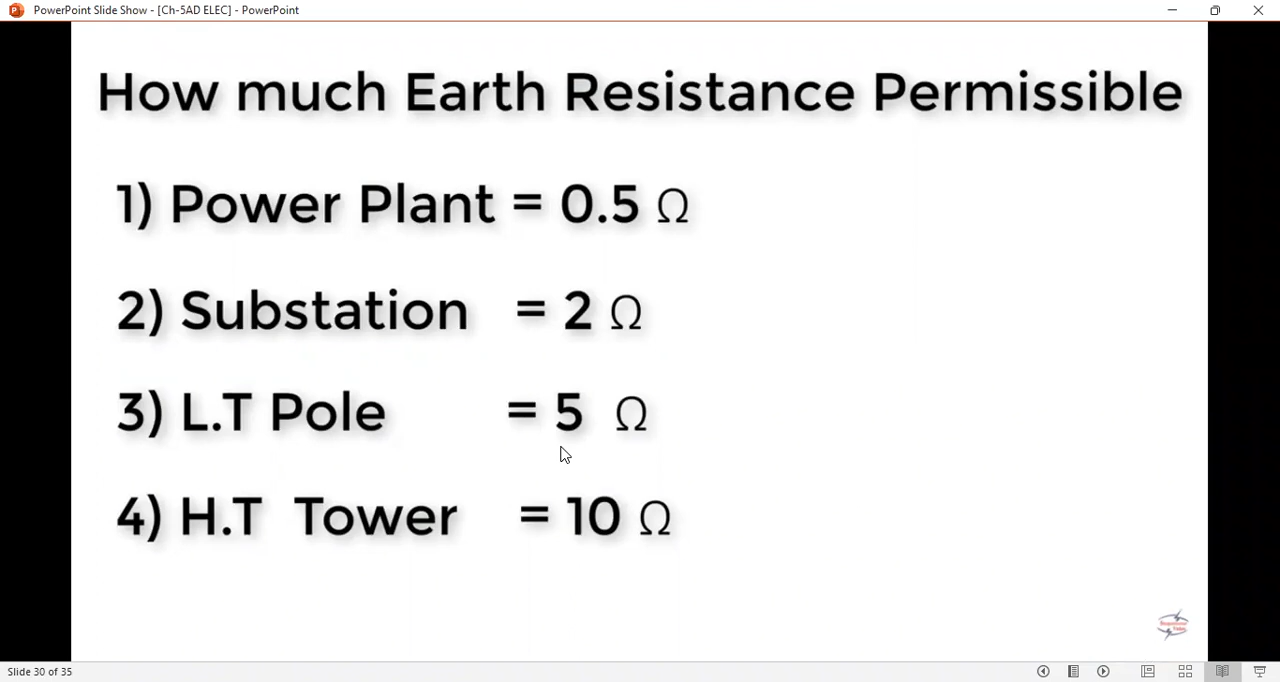 PowerPoint Slide Show - [Ch-5AD ELEC] - PowerPoint
How much Earth Resistance Permissible
1) Power Plant = 0.5 Ω
2) Substation = 2 Ω
3) L.T Pole = 5 Ω
4) H.T Tower = 10 Ω
Slide 30 of 35